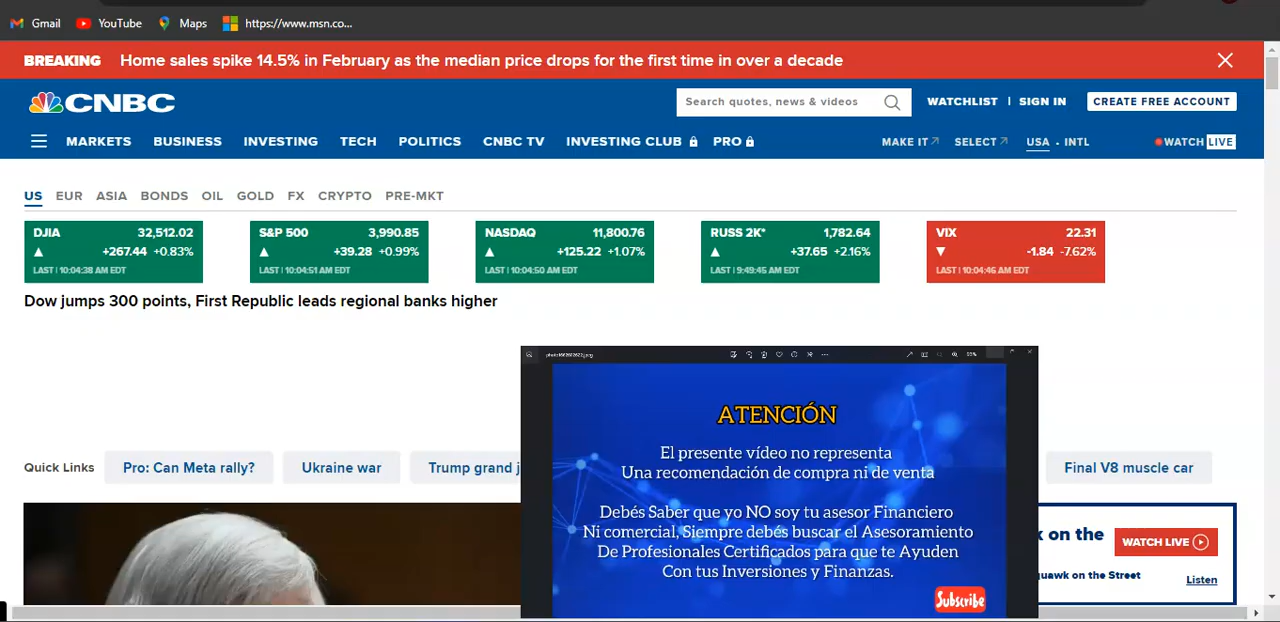 Gmail YouTube Maps https://www.msn.co...
BREAKING Home sales spike 14.5% in February as the median price drops for the first time in over a decade
CNBC Search quotes, news & videos WATCHLIST | SIGN IN CREATE FREE ACCOUNT
MARKETS BUSINESS INVESTING TECH POLITICS CNBC TV INVESTING CLUB PRO MAKE IT SELECT USA • INTL WATCH LIVE
US EUR ASIA BONDS OIL GOLD FX CRYPTO PRE-MKT
DJIA 32,512.02 S&P 500 3,990.85 NASDAQ 11,800.76 RUSS 2K* 1,782.64 VIX 22.31
▲ +267.44 +0.83% ▲ +39.28 +0.99% ▲ +125.22 +1.07% ▲ +37.65 +2.16% ▼ -1.84 -7.62%
LAST | 10:04:38 AM EDT LAST | 10:04:51 AM EDT LAST | 10:04:50 AM EDT LAST | 9:49:45 AM EDT LAST | 10:04:46 AM EDT
Dow jumps 300 points, First Republic leads regional banks higher
ATENCIÓN
El presente vídeo no representa
Una recomendación de compra ni de venta
Quick Links Pro: Can Meta rally? Ukraine war Trump grand j Final V8 muscle car
Debés Saber que yo NO soy tu asesor Financiero
Ni comercial, Siempre debés buscar el Asesoramiento
De Profesionales Certificados para que te Ayuden
Con tus Inversiones y Finanzas.
Subscribe
k on the WATCH LIVE
uawk on the Street Listen